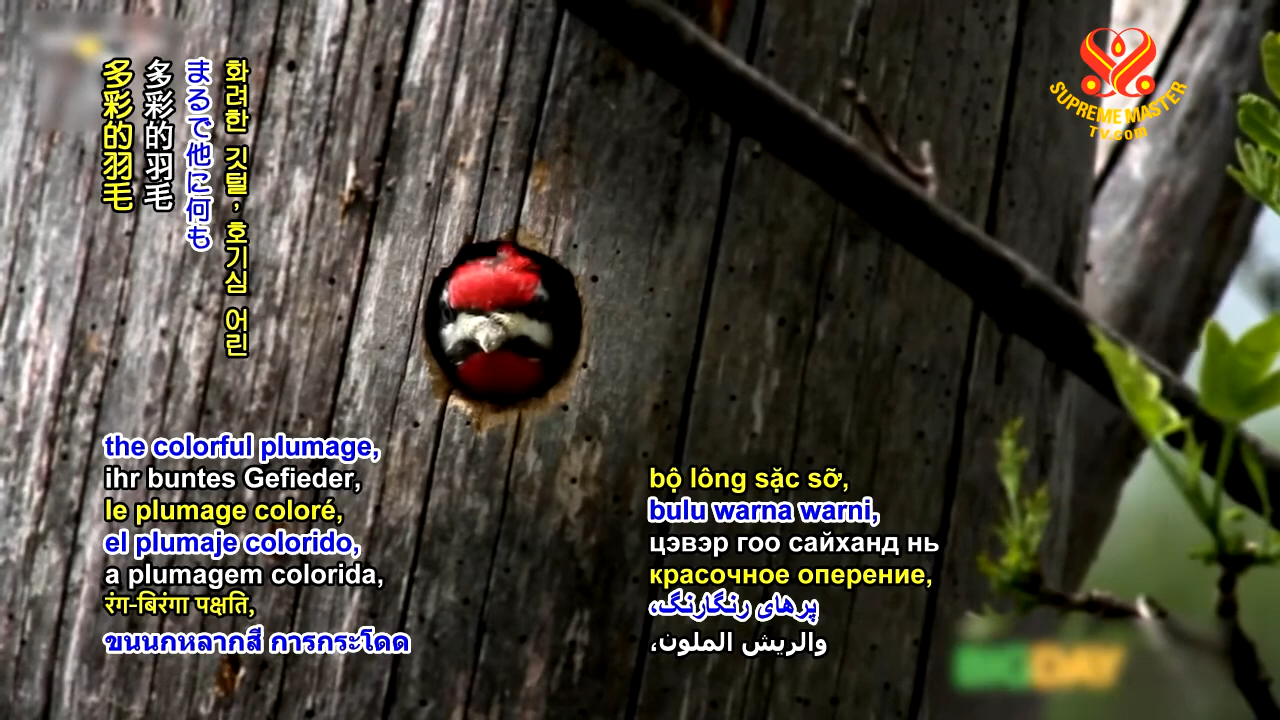 多彩的羽毛
多彩的羽毛
まるで他に何も
화려한 깃털, 호기심 어린
SUPREME MASTER
TV.com
the colorful plumage,
ihr buntes Gefieder,
le plumage coloré,
el plumaje colorido,
a plumagem colorida,
रंग-बिरंगा पक्षति,
ขนนกหลากสี การกระโดด
bộ lông sặc sỡ,
bulu warna warni,
цэвэр гоо сайханд нь
красочное оперение,
پرهای رنگارنگ،
والريش الملون،